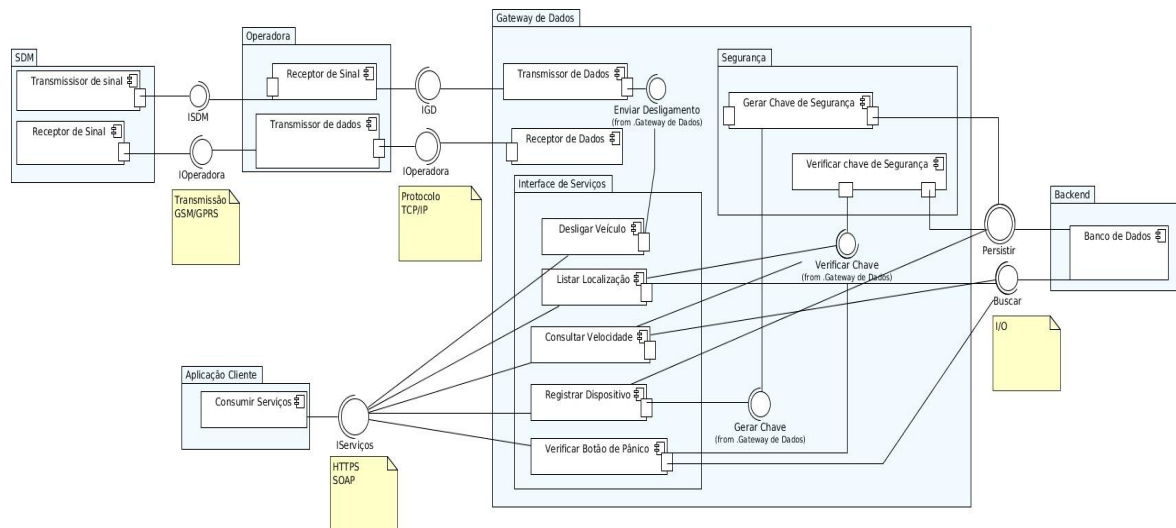 Gateway de Dados
Operadora
SDM
Transmissisor de sinal
Receptor de Sinal
ISDM
IOperadora
Transmissão
GSM/GPRS
Receptor de Sinal
Transmissor de dados
IGD
IOperadora
Protocolo
TCP/IP
Transmissor de Dados
Enviar Desligamento
(from .Gateway de Dados)
Receptor de Dados
Segurança
Gerar Chave de Segurança
Verificar chave de Segurança
Interface de Serviços
Desligar Veículo
Listar Localização
Consultar Velocidade
Registrar Dispositivo
Verificar Botão de Pânico
Verificar Chave
(from .Gateway de Dados)
Gerar Chave
(from .Gateway de Dados)
Persistir
Buscar
Backend
Banco de Dados
I/O
Aplicação Cliente
Consumir Serviços
IServiços
HTTPS
SOAP